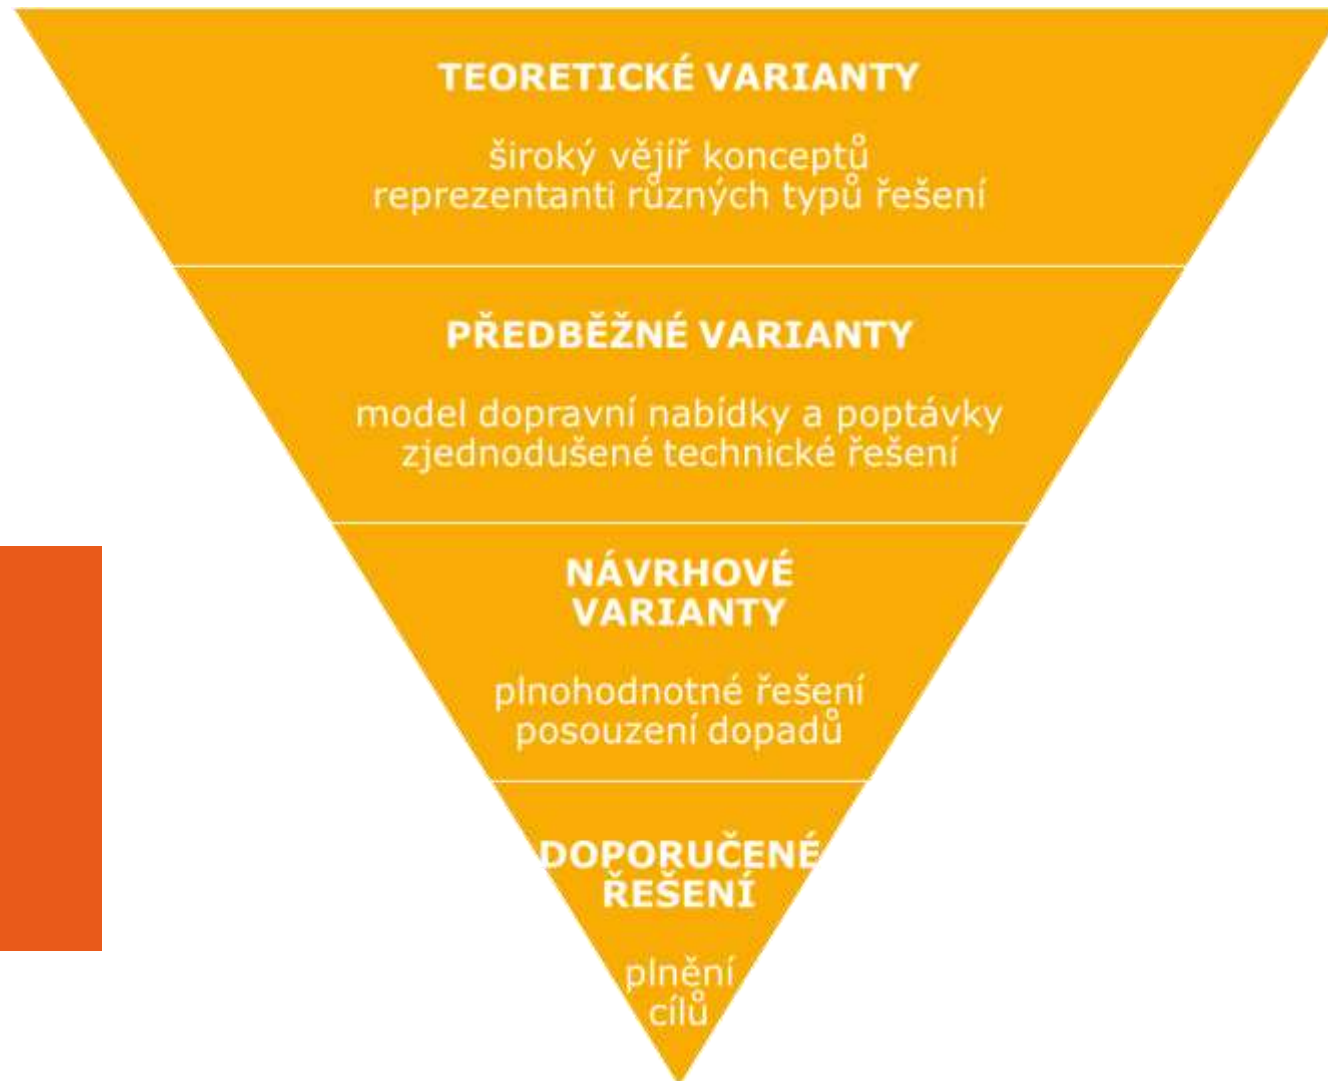 TEORETICKÉ VARIANTY
široký vějíř konceptů
reprezentanti různých typů řešení
PŘEDBĚŽNÉ VARIANTY
model dopravní nabídky a poptávky
zjednodušené technické řešení
NÁVRHOVÉ
VARIANTY
plnohodnotné řešení
posouzení dopadů
DOPORUČENÉ
ŘEŠENÍ
plnění
cílů